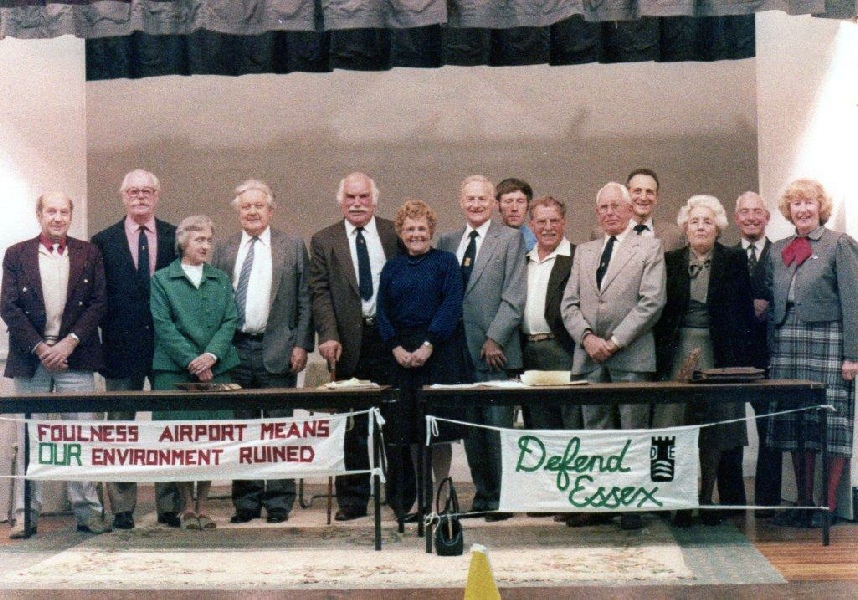 FOULNESS AIRPORT MEANS
OUR ENVIRONMENT RUINED
Defend
Essex
D E